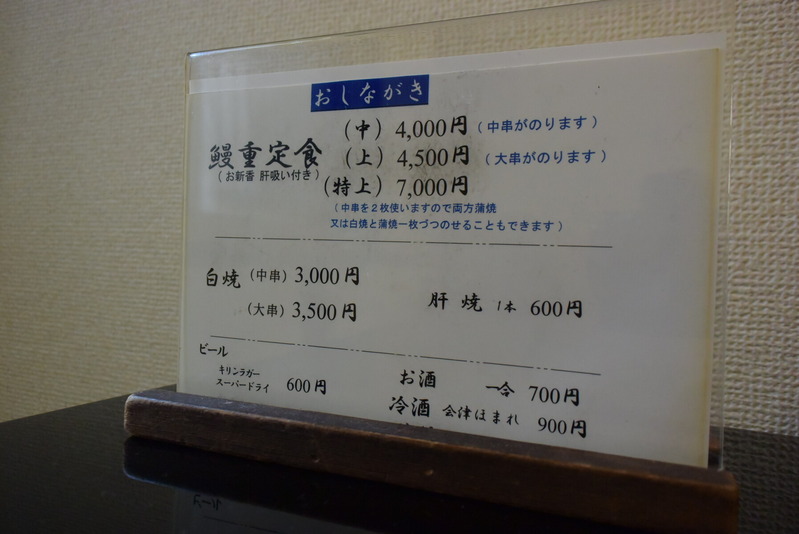 おしながき
鰻重定食 (中) 4,000円 (中串がのります)
(お新香 肝吸い付き) (上) 4,500円 (大串がのります)
(特上) 7,000円
(中串を2枚使いますので両方蒲焼
又は白焼と蒲焼一枚づつのせることもできます)
白焼 (中串) 3,000円
(大串) 3,500円
肝焼 1本 600円
ビール
キリンラガー
スーパードライ 600円
お酒 一合 700円
冷酒 会津ほまれ 900円